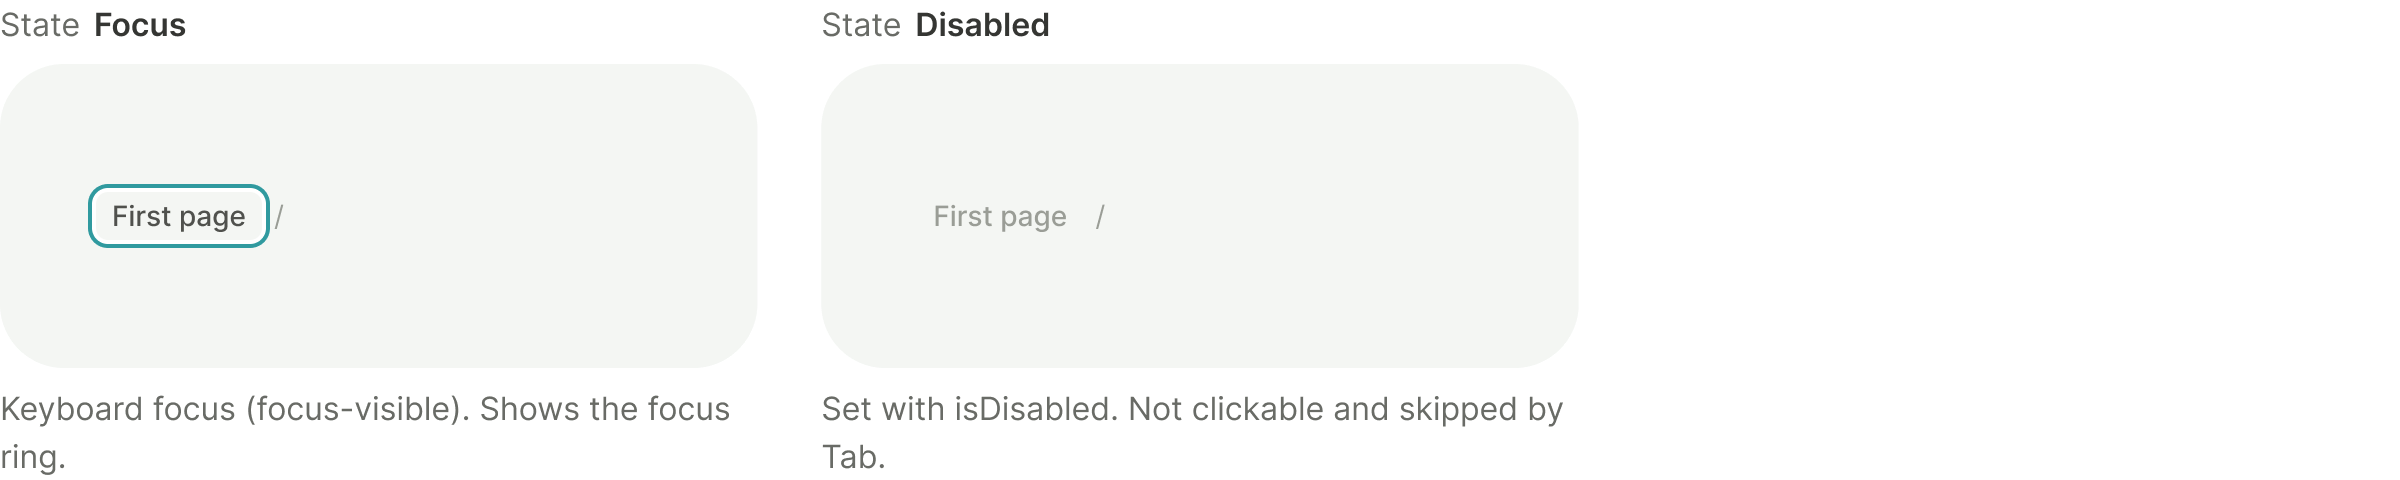 State Focus
First page /
Keyboard focus (focus-visible). Shows the focus
ring.
State Disabled
First page /
Set with isDisabled. Not clickable and skipped by
Tab.